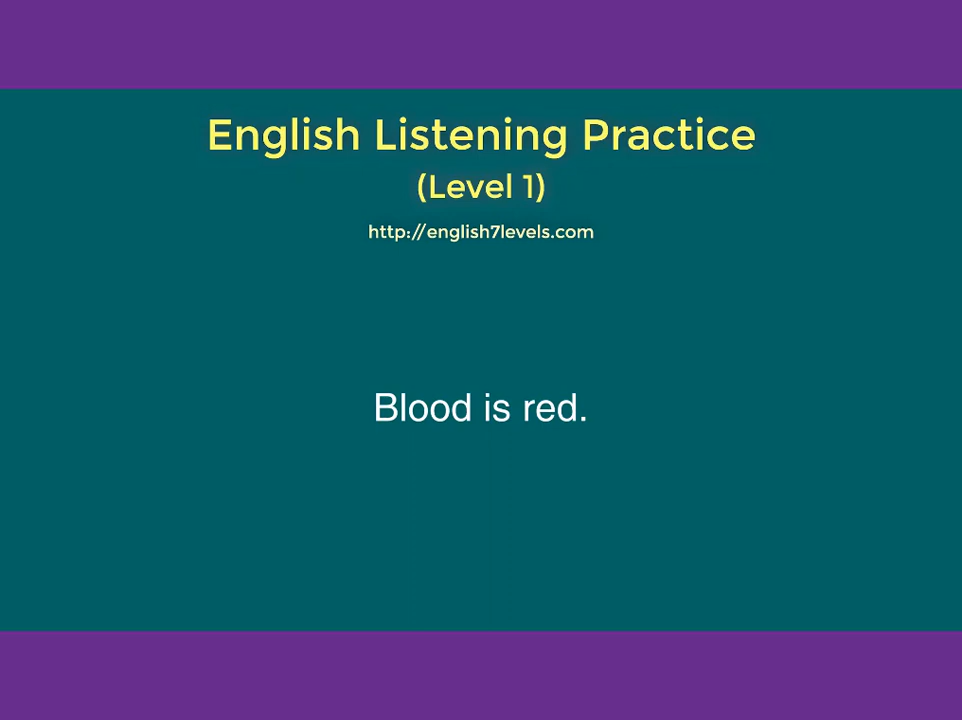 English Listening Practice
(Level 1)
http://english7levels.com
Blood is red.